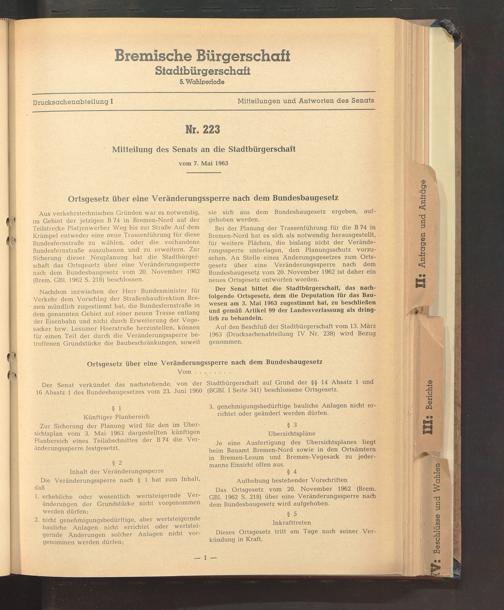 Bremische Bürgerschaft
Stadtbürgerschaft
5. Wahlperiode
Drucksachenabteilung I
Mitteilungen und Antworten des Senats
Nr. 223
Mitteilung des Senats an die Stadtbürgerschaft
vom 7. Mai 1963
Ortsgesetz über eine Veränderungssperre nach dem Bundesbaugesetz
Aus verkehrstechnischen Gründen war es notwendig,
im Gebiet der jetzigen B 74 in Bremen-Nord auf der
Teilstrecke Platjenwerber Weg bis zur Straße Auf dem
Krümpel entweder eine neue Trassenführung für diese
Bundesfernstraße zu wählen, oder die vorhandene
Bundesfernstraße auszubauen und zu erweitern. Zur
Sicherung dieser Neuplanung hat die Stadtbürger-
schaft das Ortsgesetz über eine Veränderungssperre
nach dem Bundesbaugesetz vom 20. November 1962
(Brem. GBl. 1962 S. 218) beschlossen.
Nachdem inzwischen der Herr Bundesminister für
Verkehr dem Vorschlag der Straßenbaudirektion Bre-
men mündlich zugestimmt hat, die Bundesfernstraße in
dem genannten Gebiet auf einer neuen Trasse entlang
der Eisenbahn und nicht durch Erweiterung der Vege-
sacker bzw. Lesumer Heerstraße herzustellen, können
für einen Teil der durch die Veränderungssperre be-
troffenen Grundstücke die Baubeschränkungen, soweit
sie sich aus dem Bundesbaugesetz ergeben, auf-
gehoben werden.
Bei der Planung der Trassenführung für die B 74 in
Bremen-Nord hat es sich als notwendig herausgestellt,
für weitere Flächen, die bislang nicht der Verände-
rungssperre unterlagen, den Planungsschutz vorzu-
sehen. An Stelle eines Änderungsgesetzes zum Orts-
gesetz über eine Veränderungssperre nach dem
Bundesbaugesetz vom 20. November 1962 ist daher ein
neues Ortsgesetz entworfen worden.
Der Senat bittet die Stadtbürgerschaft, das nach-
folgende Ortsgesetz, dem die Deputation für das Bau-
wesen am 3. Mai 1963 zugestimmt hat, zu beschließen
und gemäß Artikel 99 der Landesverfassung als dring-
lich zu behandeln.
Auf den Beschluß der Stadtbürgerschaft vom 13. März
1963 (Drucksachenabteilung IV Nr. 238) wird Bezug
genommen.
Ortsgesetz über eine Veränderungssperre nach dem Bundesbaugesetz
Vom . . . . . . . .
Der Senat verkündet das nachstehende, von der Stadtbürgerschaft auf Grund der §§ 14 Absatz 1 und
16 Absatz 1 des Bundesbaugesetzes vom 23. Juni 1960 (BGBl. I Seite 341) beschlossene Ortsgesetz.
§ 1
Künftiger Planbereich
Zur Sicherung der Planung wird für den im Über-
sichtsplan vom 3. Mai 1963 dargestellten künftigen
Planbereich eines Teilabschnittes der B 74 die Ver-
änderungssperre festgesetzt.
§ 2
Inhalt der Veränderungssperre
Die Veränderungssperre nach § 1 hat zum Inhalt,
daß
1. erhebliche oder wesentlich wertsteigernde Verän-
derungen der Grundstücke nicht vorgenommen
werden dürfen;
2. nicht genehmigungsbedürftige, aber wertsteigernde
bauliche Anlagen nicht errichtet oder wertstei-
gernde Änderungen solcher Anlagen nicht vor-
genommen werden dürfen;
3. genehmigungsbedürftige bauliche Anlagen nicht er-
richtet oder geändert werden dürfen.
§ 3
Übersichtspläne
Je eine Ausfertigung des Übersichtsplanes liegt
beim Bauamt Bremen-Nord sowie in den Ortsämtern
in Bremen-Lesum und Bremen-Vegesack zu jeder-
manns Einsicht offen aus.
§ 4
Aufhebung bestehender Vorschriften
Das Ortsgesetz vom 20. November 1962 (Brem.
GBl. 1962 S. 218) über eine Veränderungssperre nach
dem Bundesbaugesetz wird aufgehoben.
§ 5
Inkrafttreten
Dieses Ortsgesetz tritt am Tage nach seiner Ver-
kündung in Kraft.
— 1 —
II: Anfragen und Anträge
III: Berichte
IV: Beschlüsse und Wahlen